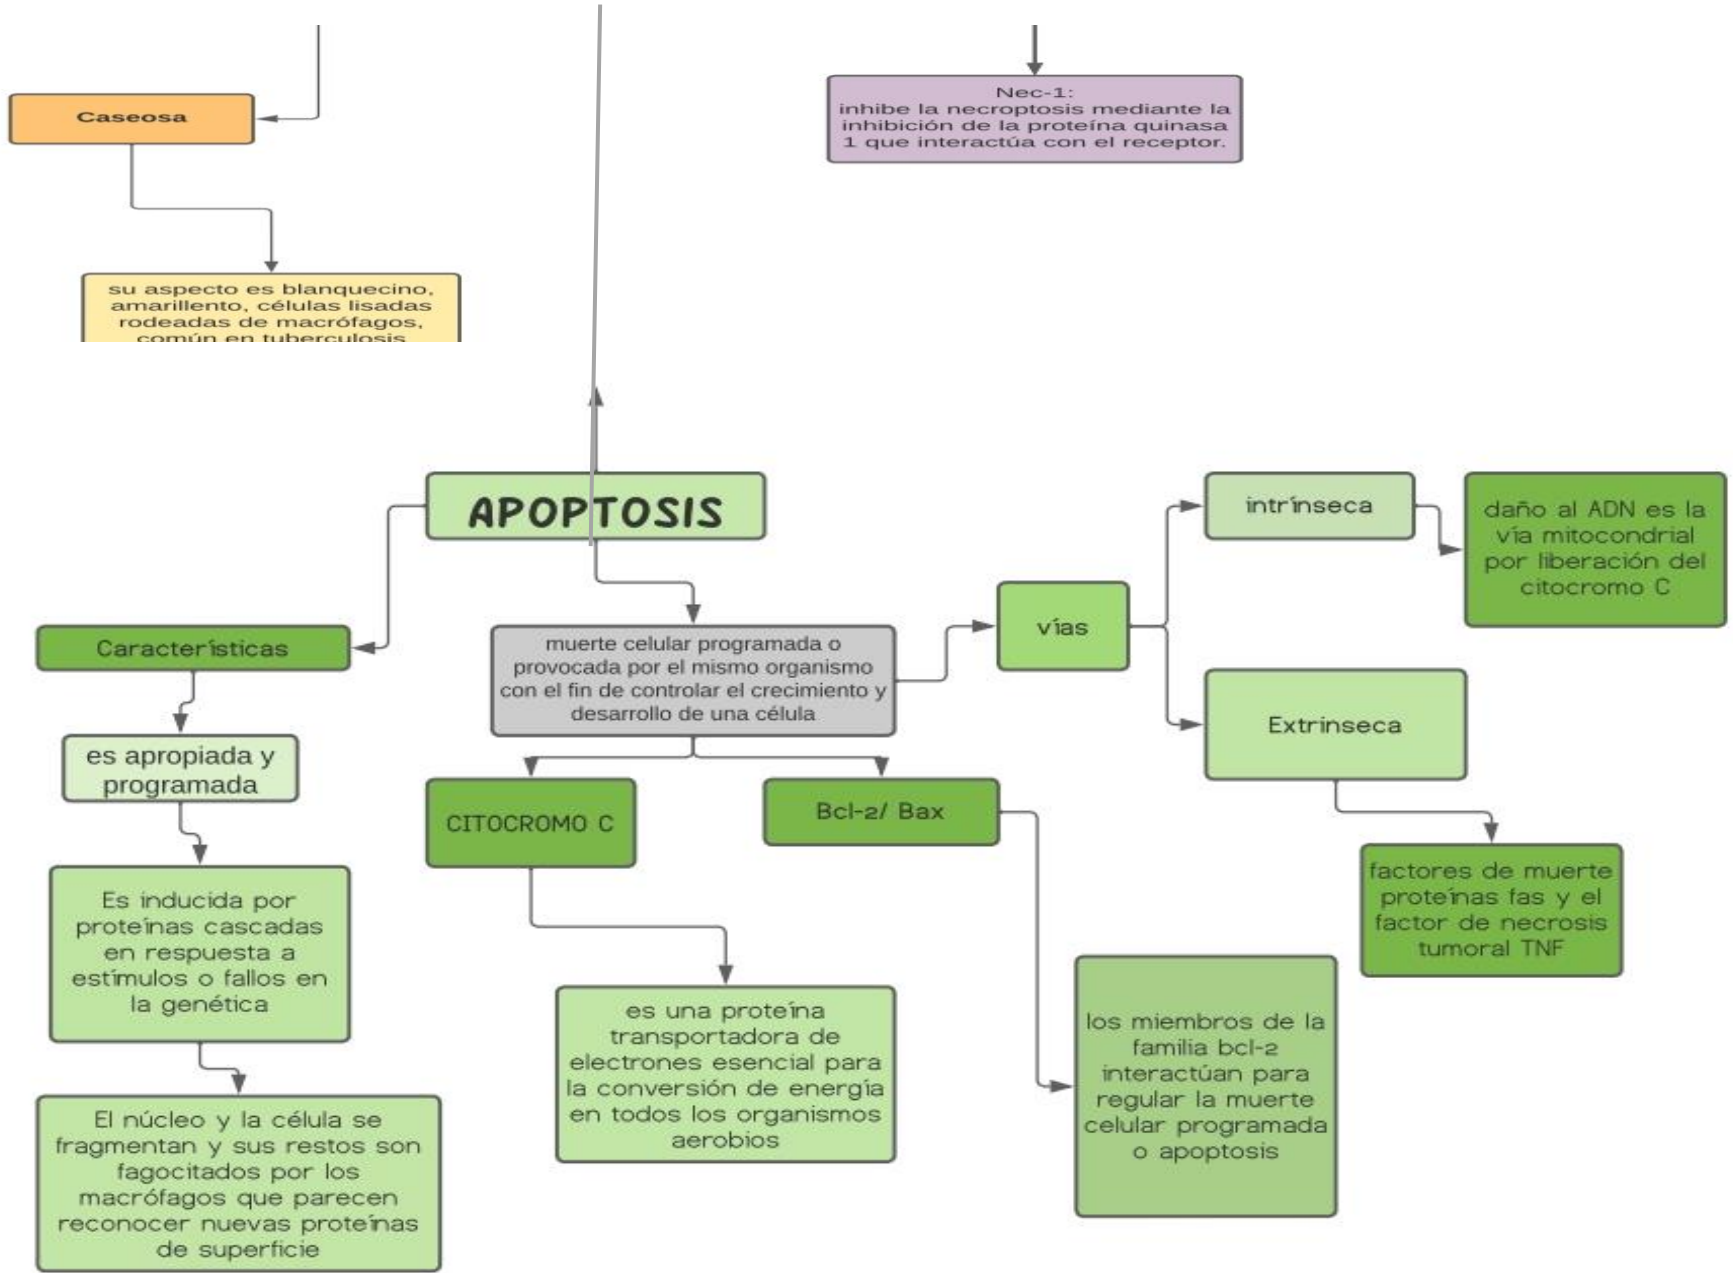 Caseosa
su aspecto es blanquecino,
amarillento, células lisadas
rodeadas de macrófagos,
común en tuberculosis
Nec-1:
inhibe la necroptosis mediante la
inhibición de la proteína quinasa
1 que interactúa con el receptor.
APOPTOSIS
Características
es apropiada y
programada
Es inducida por
proteínas cascadas
en respuesta a
estímulos o fallos en
la genética
El núcleo y la célula se
fragmentan y sus restos son
fagocitados por los
macrófagos que parecen
reconocer nuevas proteínas
de superficie
muerte celular programada o
provocada por el mismo organismo
con el fin de controlar el crecimiento y
desarrollo de una célula
CITOCROMO C
es una proteína
transportadora de
electrones esencial para
la conversión de energía
en todos los organismos
aerobios
Bcl-2/ Bax
los miembros de la
familia bcl-2
interactúan para
regular la muerte
celular programada
o apoptosis
vías
intrínseca
daño al ADN es la
vía mitocondrial
por liberación del
citocromo C
Extrinseca
factores de muerte
proteínas fas y el
factor de necrosis
tumoral TNF